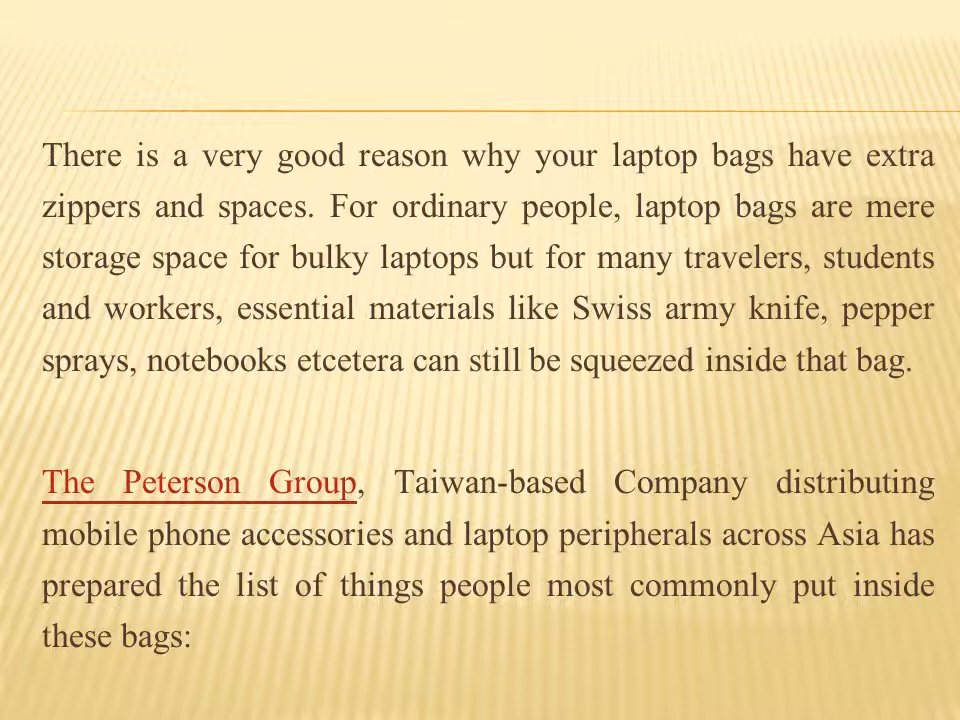 There is a very good reason why your laptop bags have extra
zippers and spaces. For ordinary people, laptop bags are mere
storage space for bulky laptops but for many travelers, students
and workers, essential materials like Swiss army knife, pepper
sprays, notebooks etcetera can still be squeezed inside that bag.
The Peterson Group, Taiwan-based Company distributing
mobile phone accessories and laptop peripherals across Asia has
prepared the list of things people most commonly put inside
these bags: